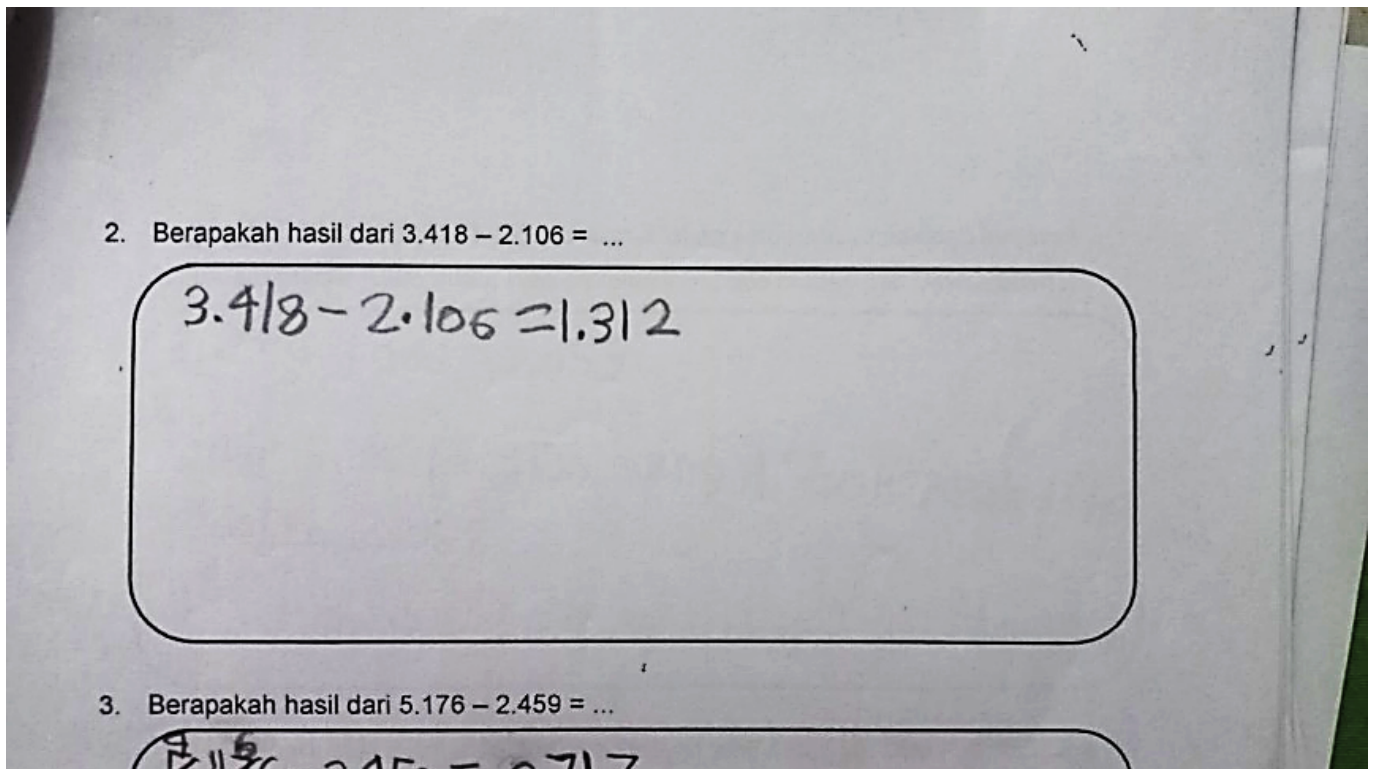 2. Berapakah hasil dari 3.418 – 2.106 = ...
3.418 - 2.106 = 1.312
3. Berapakah hasil dari 5.176 – 2.459 = ...